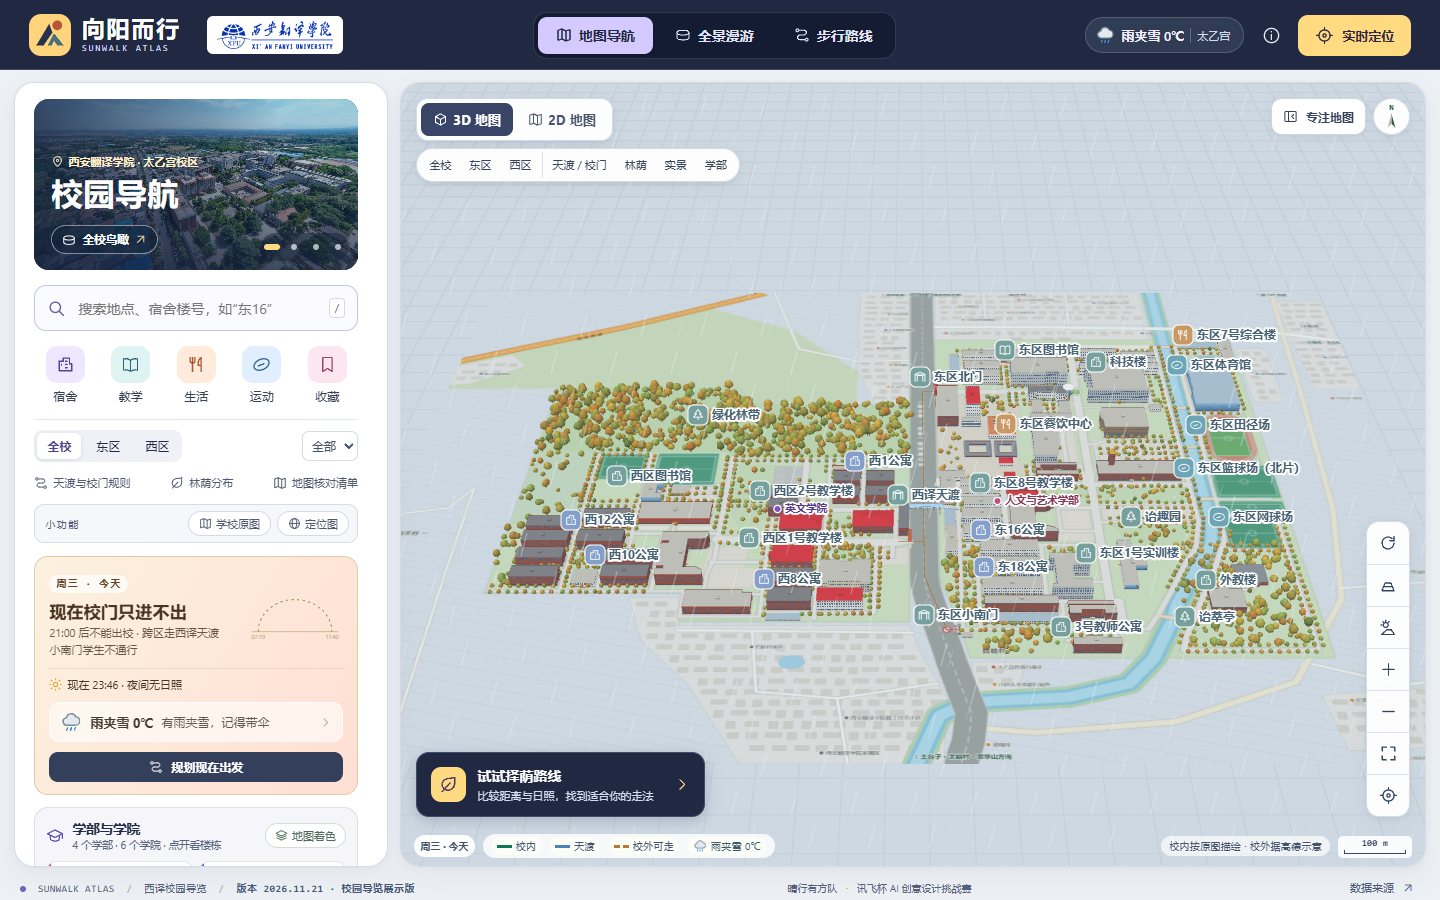 向阳而行
SUNWALK ATLAS
西安翻译学院
XI' AN FANYI UNIVERSITY
地图导航
全景漫游
步行路线
雨夹雪 0℃
太乙宫
实时定位
西安翻译学院 · 太乙宫校区
校园导航
全校鸟瞰
搜索地点、宿舍楼号，如“东16”
/
宿舍
教学
生活
运动
收藏
全校
东区
西区
全部
天渡与校门规则
林荫分布
地图核对清单
小功能
学校原图
定位图
周三 · 今天
现在校门只进不出
21:00 后不能出校 · 跨区走西译天渡
小南门学生不通行
07:19
17:40
现在 23:46 · 夜间无日照
雨夹雪 0℃ 有雨夹雪，记得带伞
规划现在出发
学部与学院
4 个学部 · 6 个学院 · 点开看楼栋
地图着色
3D 地图
2D 地图
全校
东区
西区
天渡 / 校门
林荫
实景
学部
专注地图
N
东区7号综合楼
东区图书馆
科技楼
东区体育馆
东区北门
绿化林带
东区餐饮中心
东区田径场
西1公寓
东区篮球场（北片）
西区图书馆
东区8号教学楼
西区2号教学楼
西译天渡
人文与艺术学部
英文学院
诒趣园
东区网球场
西12公寓
东16公寓
西区1号教学楼
西10公寓
东区1号实训楼
东18公寓
西8公寓
外教楼
东区小南门
诒萃亭
3号教师公寓
试试择荫路线
比较距离与日照，找到适合你的走法
周三 · 今天
校内
天渡
校外可走
雨夹雪 0℃
校内按原图描绘 · 校外据高德示意
100 m
SUNWALK ATLAS / 西译校园导览 / 版本 2026.11.21 · 校园导览展示版
晴行有方队 · 讯飞杯 AI 创意设计挑战赛
数据来源